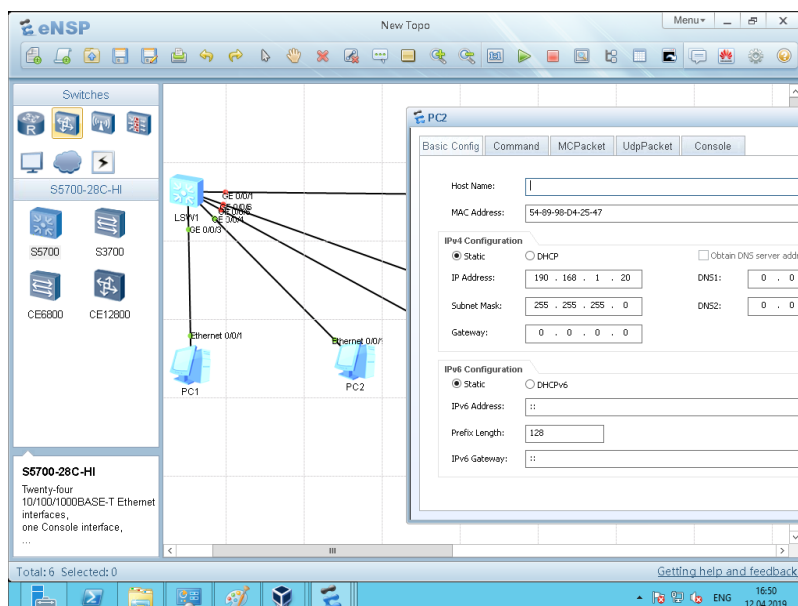 eNSP
New Topo
Menu
Switches
R
S5700-28C-HI
S5700
S3700
CE6800
CE12800
S5700-28C-HI
Twenty-four
10/100/1000BASE-T Ethernet
interfaces,
one Console interface,
...
GE 0/0/1
GE 0/0/4
LSW1
GE 0/0/3
Ethernet 0/0/1
Ethernet 0/0/1
PC1
PC2
PC2
Basic Config Command MCPacket UdpPacket Console
Host Name:
MAC Address: 54-89-98-D4-25-47
IPv4 Configuration
Static DHCP Obtain DNS server addr
IP Address: 190 . 168 . 1 . 20 DNS1: 0 . 0
Subnet Mask: 255 . 255 . 255 . 0 DNS2: 0 . 0
Gateway: 0 . 0 . 0 . 0
IPv6 Configuration
Static DHCPv6
IPv6 Address: ::
Prefix Length: 128
IPv6 Gateway: ::
Total: 6 Selected: 0
Getting help and feedback
ENG
16:50
12.04.2019